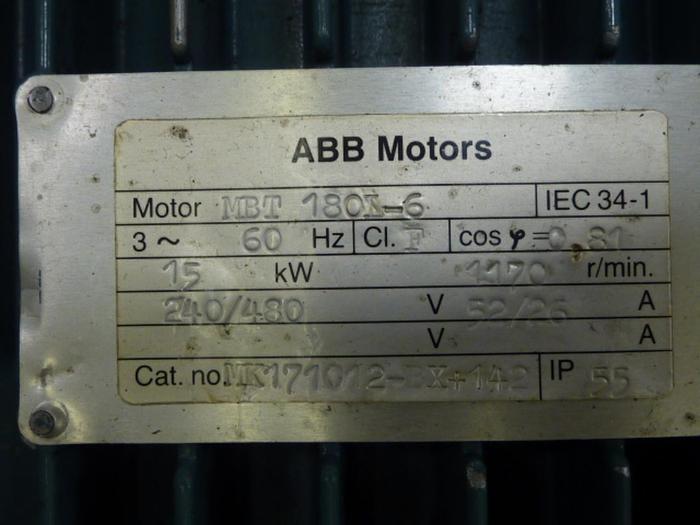 ABB Motors
Motor MBT 180L-6 IEC 34-1
3 ~ 60 Hz Cl. F cos φ = 0.81
15 kW 1170 r/min.
240/480 V 52/26 A
V A
Cat. no. IP 55